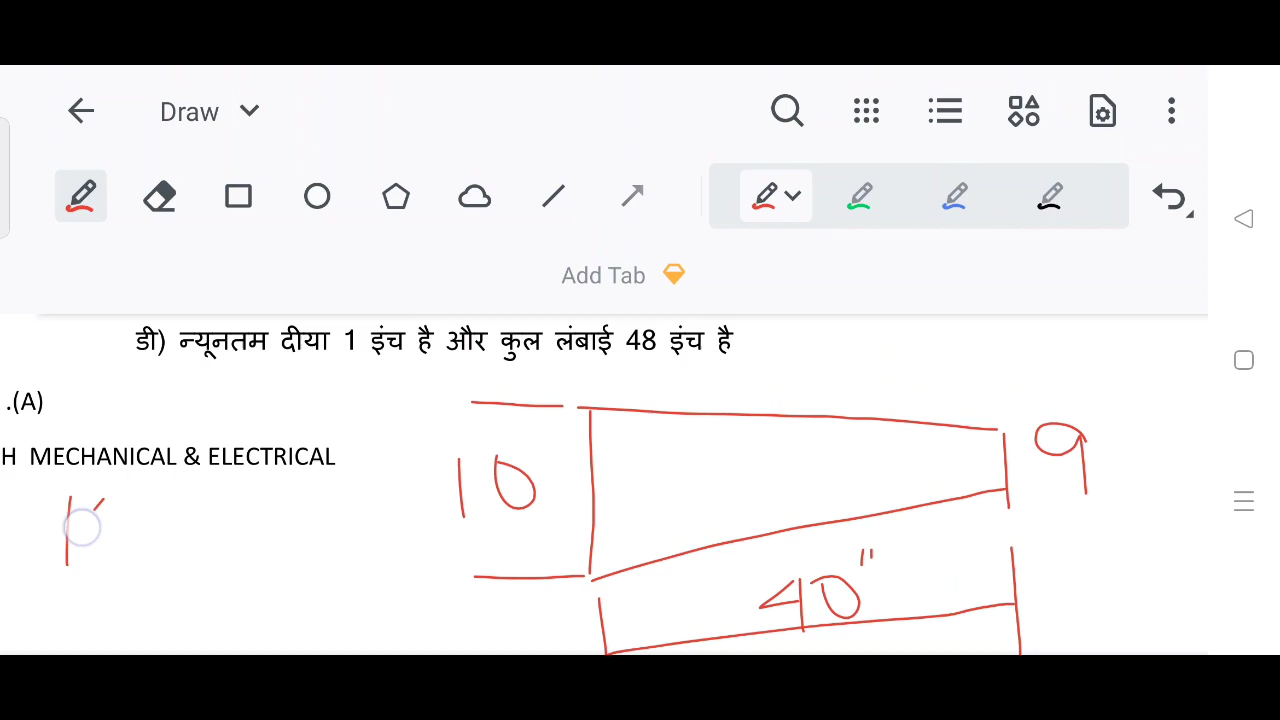 Draw
Add Tab
डी) न्यूनतम दीया 1 इंच है और कुल लंबाई 48 इंच है
.(A)
H MECHANICAL & ELECTRICAL
10
9
40"